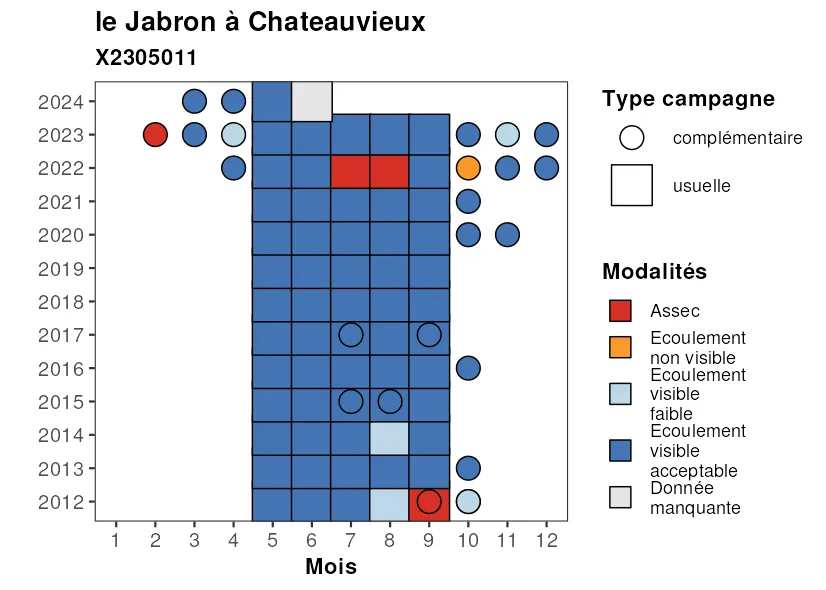 le Jabron à Chateauvieux
X2305011
2024
2023
2022
2021
2020
2019
2018
2017
2016
2015
2014
2013
2012
1 2 3 4 5 6 7 8 9 10 11 12
Mois
Type campagne
complémentaire
usuelle
Modalités
Assec
Ecoulement
non visible
Ecoulement
visible
faible
Ecoulement
visible
acceptable
Donnée
manquante